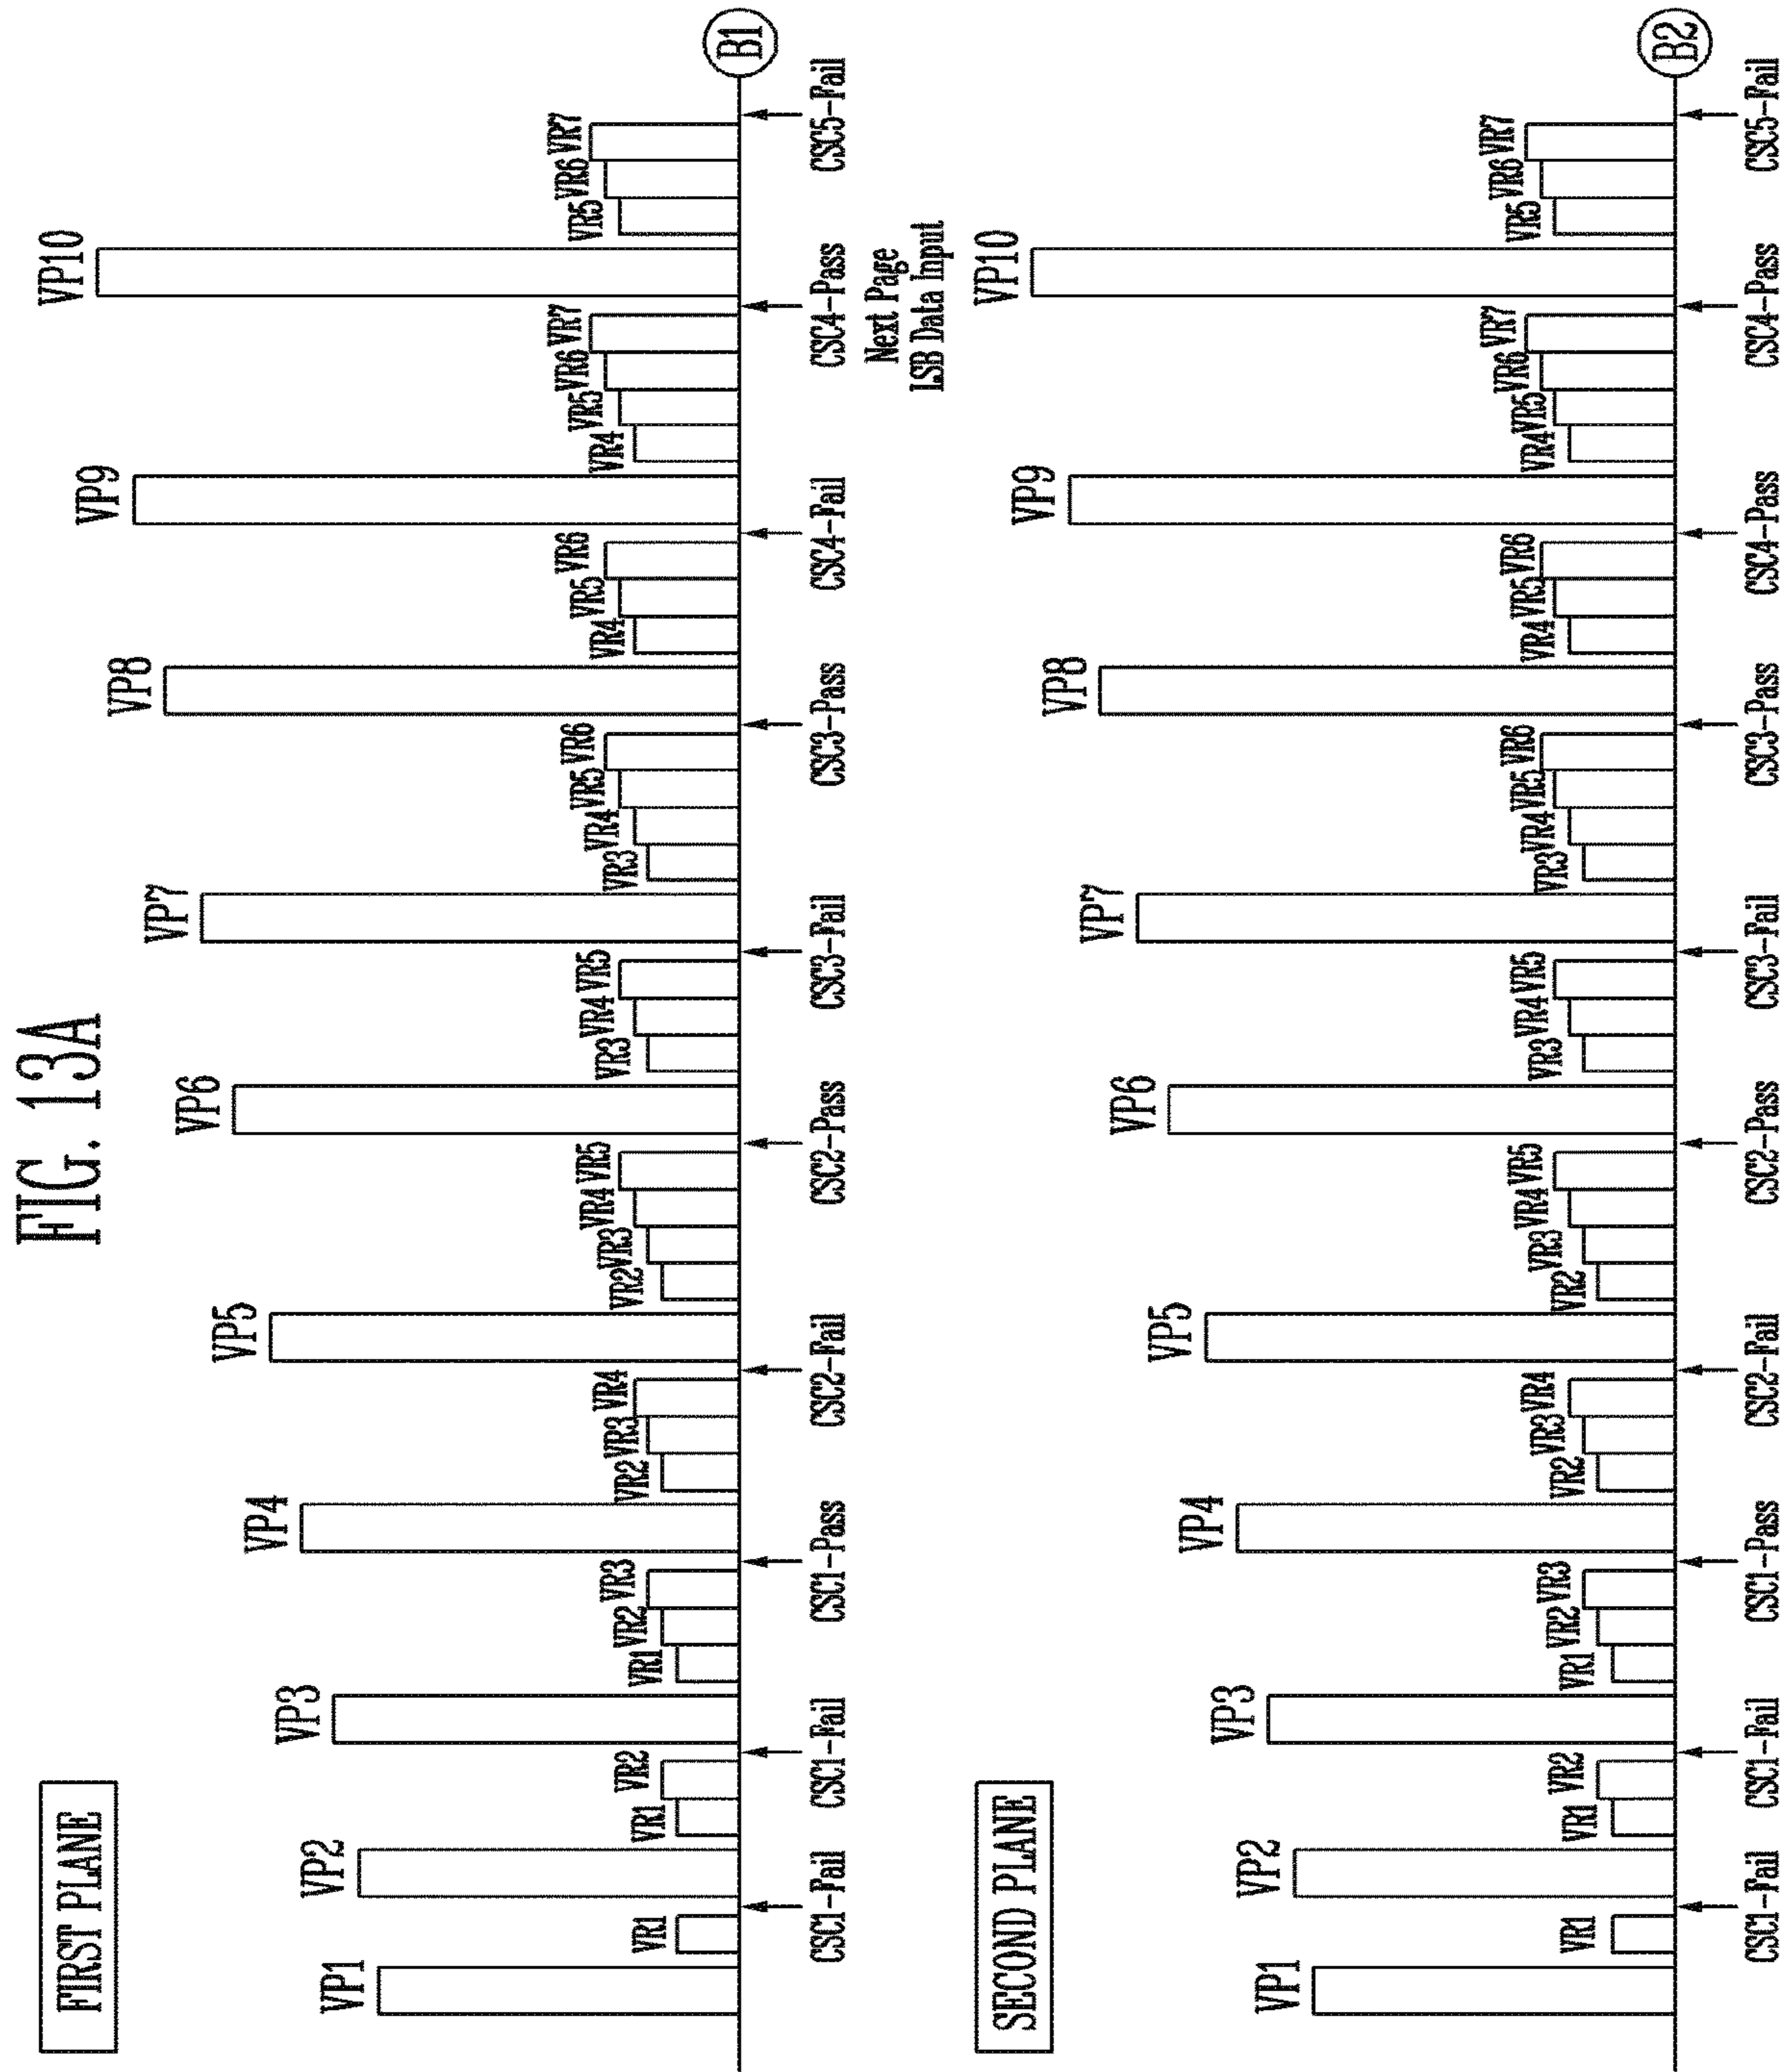 FIG. 13A
FIRST PLANE
VP1 VP2 VP3 VP4 VP5 VP6 VP7 VP8 VP9 VP10
VR1 VR1 VR2 VR1 VR2 VR3 VR2 VR3 VR4 VR2 VR3 VR4 VR5 VR3 VR4 VR5 VR3 VR4 VR5 VR6 VR4 VR5 VR6 VR4 VR5 VR6 VR7 VR5 VR6 VR7
B1
CSC1-Fail CSC1-Fail CSC1-Pass CSC2-Fail CSC2-Pass CSC3-Fail CSC3-Pass CSC4-Fail CSC4-Pass CSC5-Fail
Next Page
LSB Data Input
SECOND PLANE
VP1 VP2 VP3 VP4 VP5 VP6 VP7 VP8 VP9 VP10
VR1 VR1 VR2 VR1 VR2 VR3 VR2 VR3 VR4 VR2 VR3 VR4 VR5 VR3 VR4 VR5 VR3 VR4 VR5 VR6 VR4 VR5 VR6 VR4 VR5 VR6 VR7 VR5 VR6 VR7
B2
CSC1-Fail CSC1-Fail CSC1-Pass CSC2-Fail CSC2-Pass CSC3-Fail CSC3-Pass CSC4-Pass CSC4-Pass CSC5-Fail